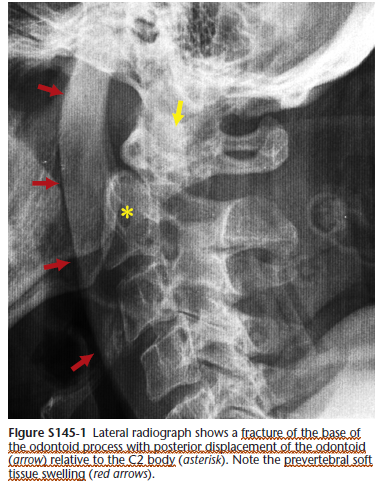 Figure S145-1 Lateral radiograph shows a fracture of the base of
the odontoid process with posterior displacement of the odontoid
(arrow) relative to the C2 body (asterisk). Note the prevertebral soft
tissue swelling (red arrows).